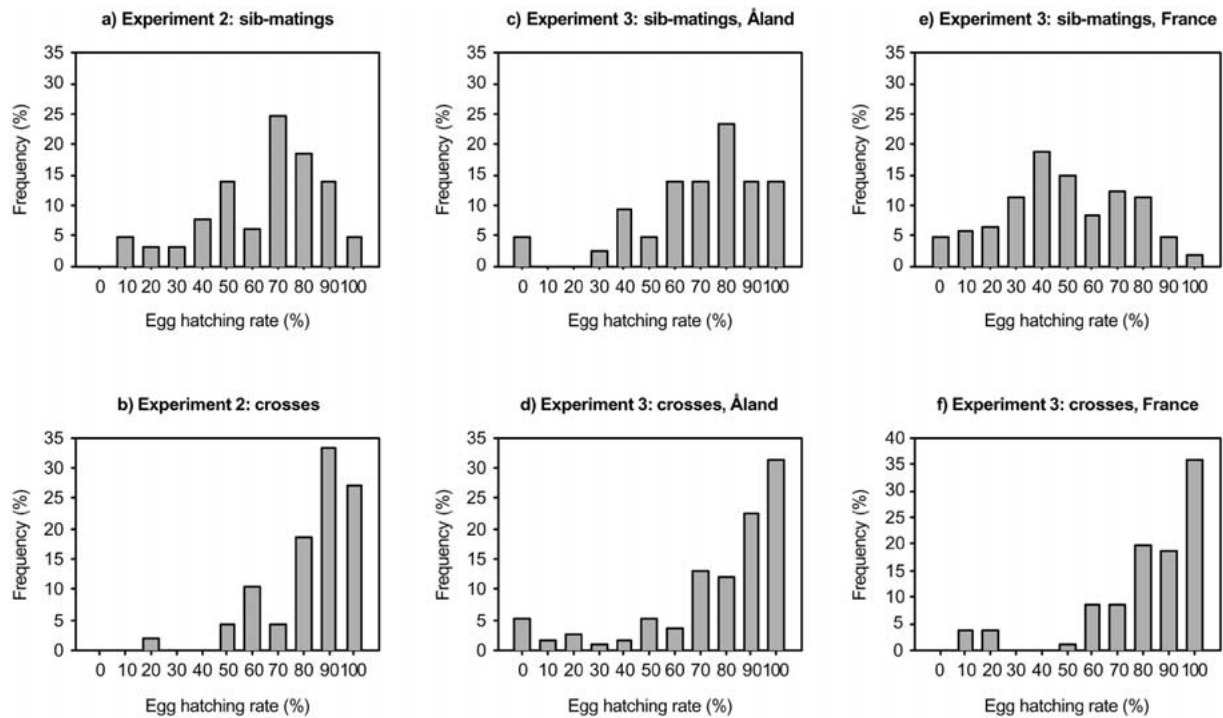 a) Experiment 2: sib-matings
35
30
25
20
15
10
5
0
Frequency (%)
0 10 20 30 40 50 60 70 80 90 100
Egg hatching rate (%)
c) Experiment 3: sib-matings, Åland
35
30
25
20
15
10
5
0
Frequency (%)
0 10 20 30 40 50 60 70 80 90 100
Egg hatching rate (%)
e) Experiment 3: sib-matings, France
35
30
25
20
15
10
5
0
Frequency (%)
0 10 20 30 40 50 60 70 80 90 100
Egg hatching rate (%)
b) Experiment 2: crosses
35
30
25
20
15
10
5
0
Frequency (%)
0 10 20 30 40 50 60 70 80 90 100
Egg hatching rate (%)
d) Experiment 3: crosses, Åland
35
30
25
20
15
10
5
0
Frequency (%)
0 10 20 30 40 50 60 70 80 90 100
Egg hatching rate (%)
f) Experiment 3: crosses, France
40
35
30
25
20
15
10
5
0
Frequency (%)
0 10 20 30 40 50 60 70 80 90 100
Egg hatching rate (%)